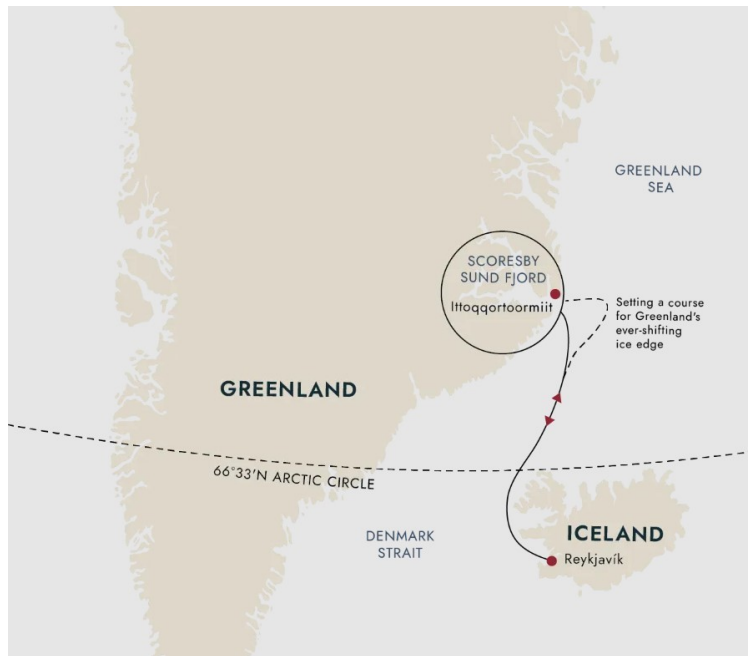 GREENLAND
SEA
SCORESBY
SUND FJORD
Ittoqqortoormiit
Setting a course
for Greenland's
ever-shifting
ice edge
GREENLAND
66°33'N ARCTIC CIRCLE
DENMARK
STRAIT
ICELAND
Reykjavík